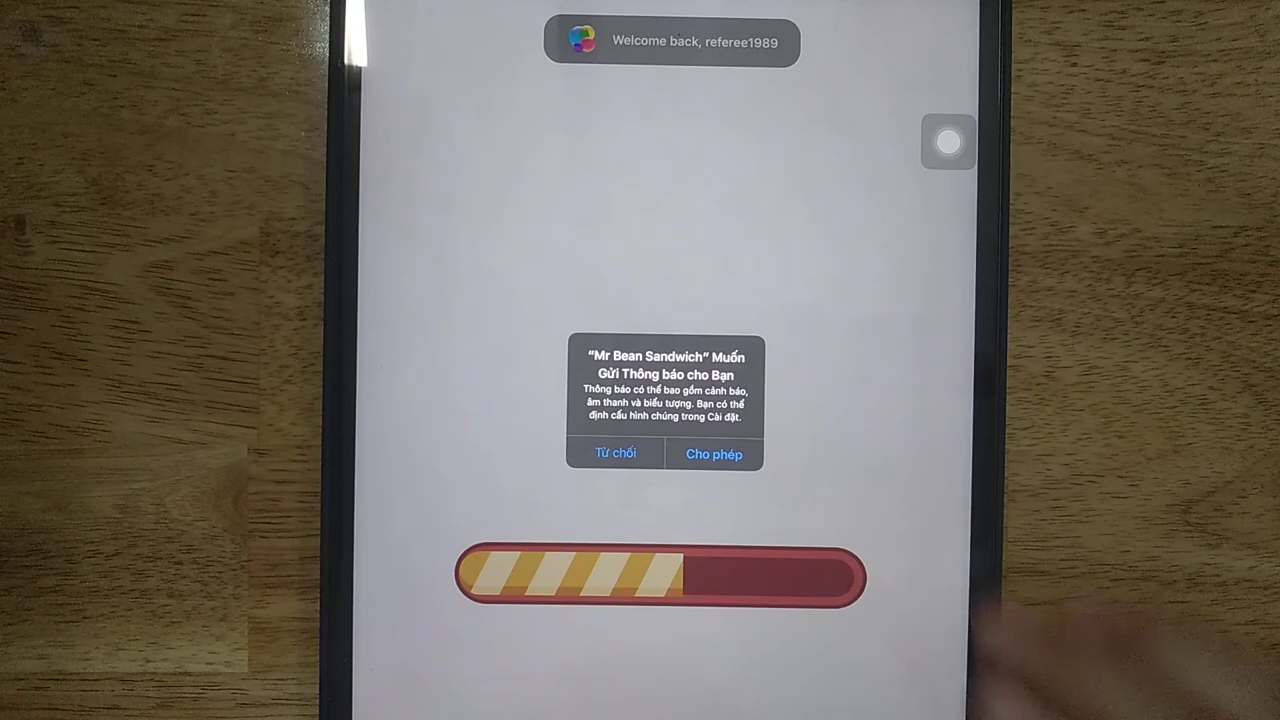 Welcome back, referee1989
“Mr Bean Sandwich” Muốn
Gửi Thông báo cho Bạn
Thông báo có thể bao gồm cảnh báo,
âm thanh và biểu tượng. Bạn có thể
định cấu hình chúng trong Cài đặt.
Từ chối
Cho phép